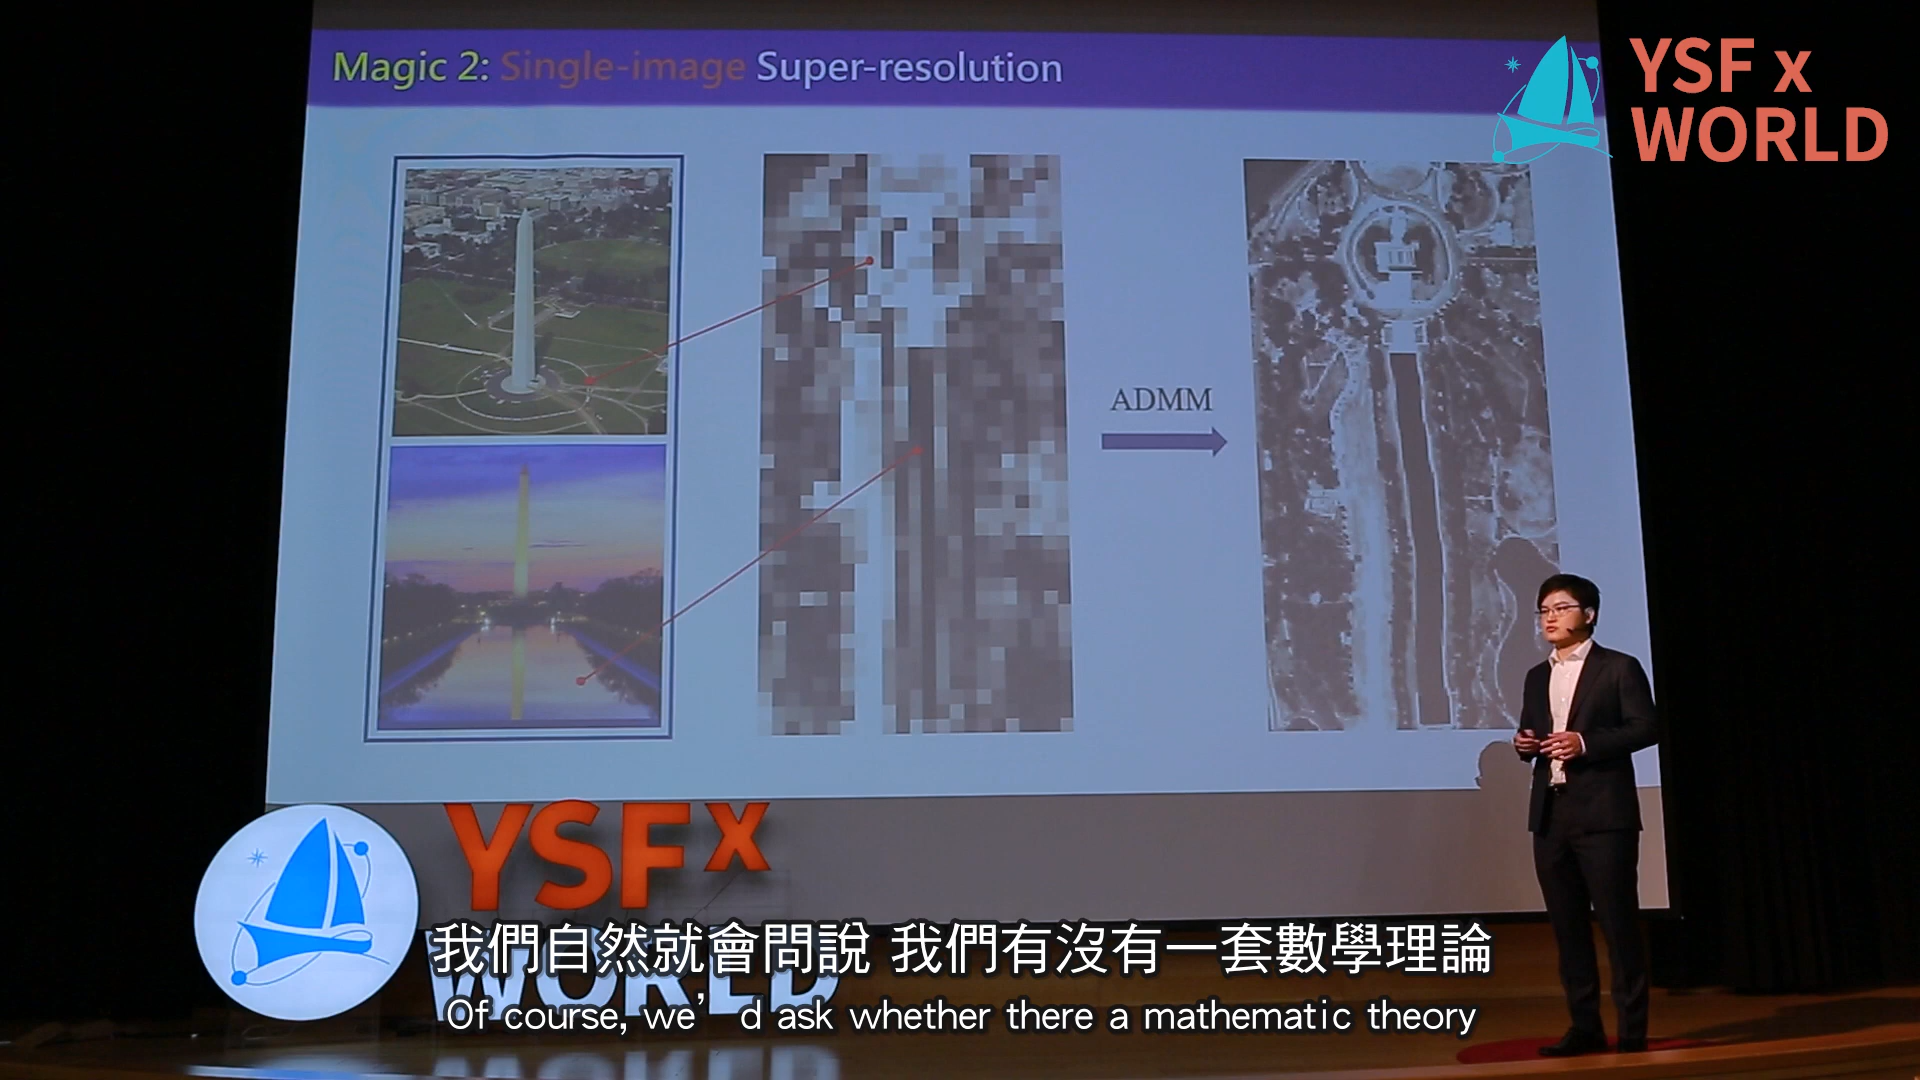 Magic 2: Single-image Super-resolution
YSF x
WORLD
ADMM
YSF x
WORLD
我們自然就會問說 我們有沒有一套數學理論
Of course, we’d ask whether there a mathematic theory